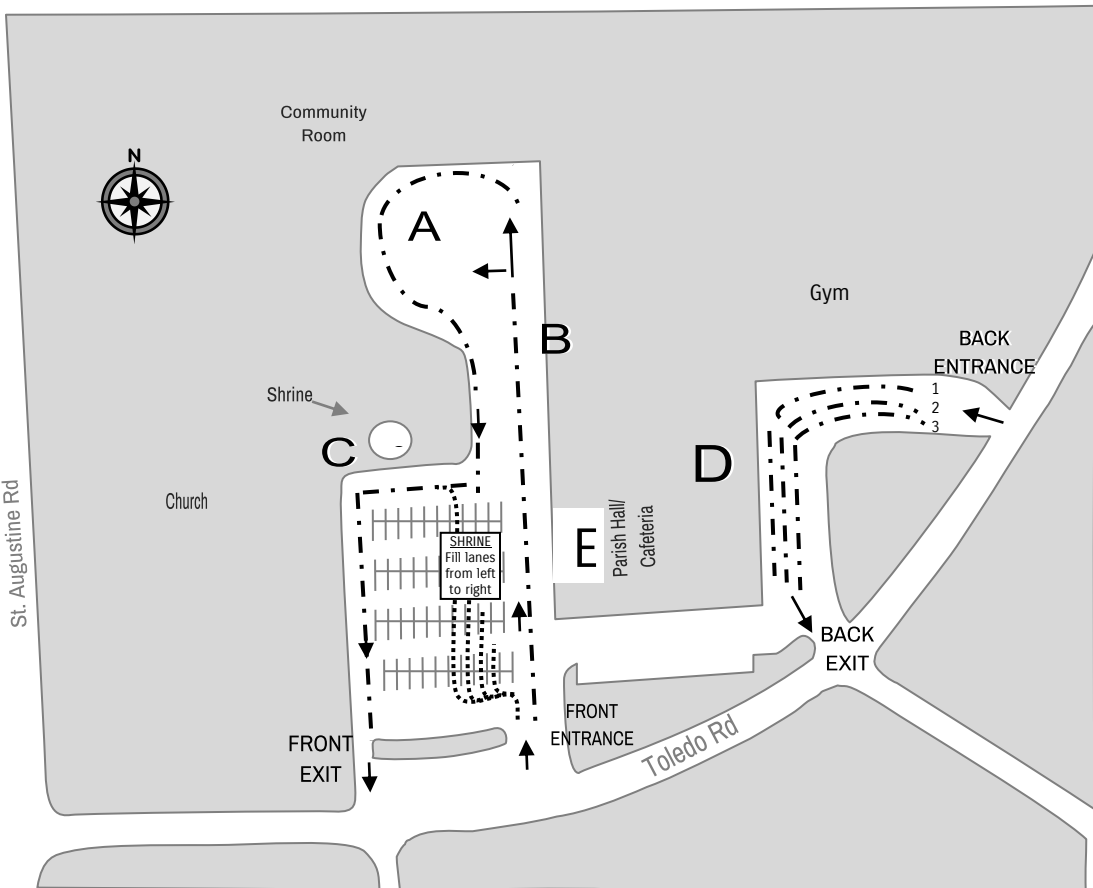 Community
Room
N
A
B
Gym
BACK
ENTRANCE
1
2
3
Shrine
C
D
Church
St. Augustine Rd
SHRINE
Fill lanes
from left
to right
E
Parish Hall/
Cafeteria
BACK
EXIT
FRONT
ENTRANCE
FRONT
EXIT
Toledo Rd